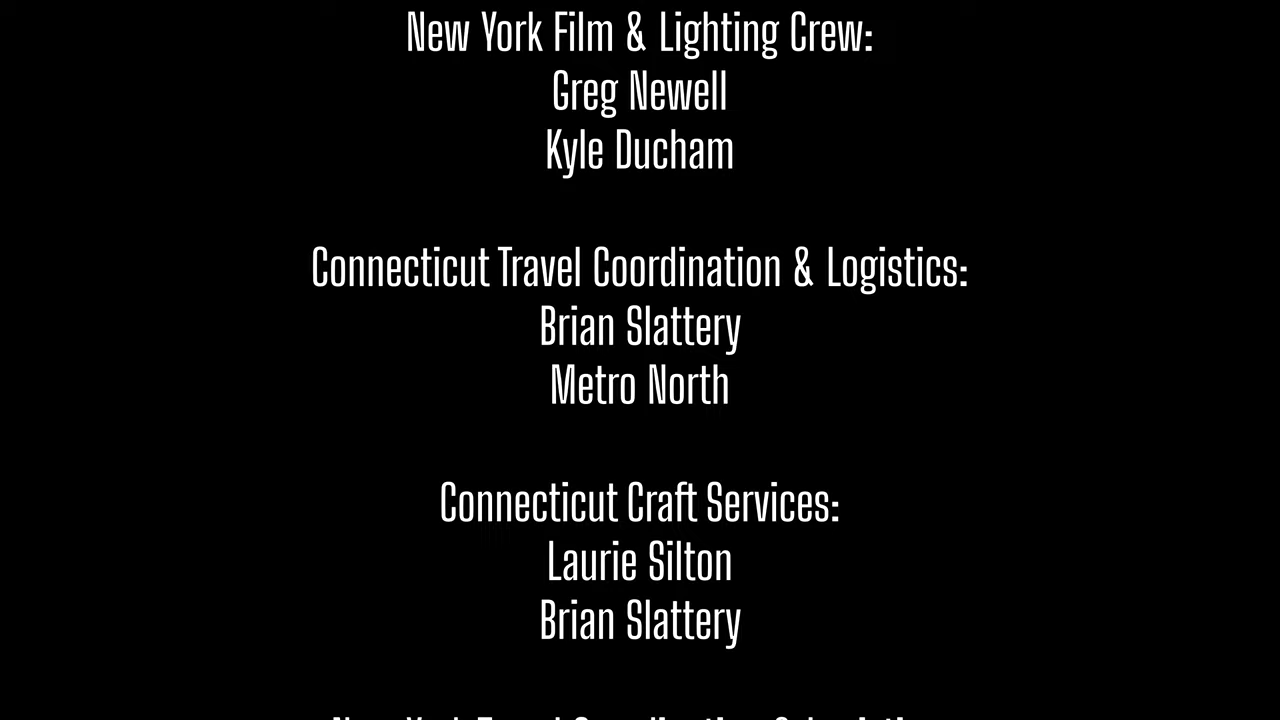 New York Film & Lighting Crew:
Greg Newell
Kyle Ducham
Connecticut Travel Coordination & Logistics:
Brian Slattery
Metro North
Connecticut Craft Services:
Laurie Silton
Brian Slattery